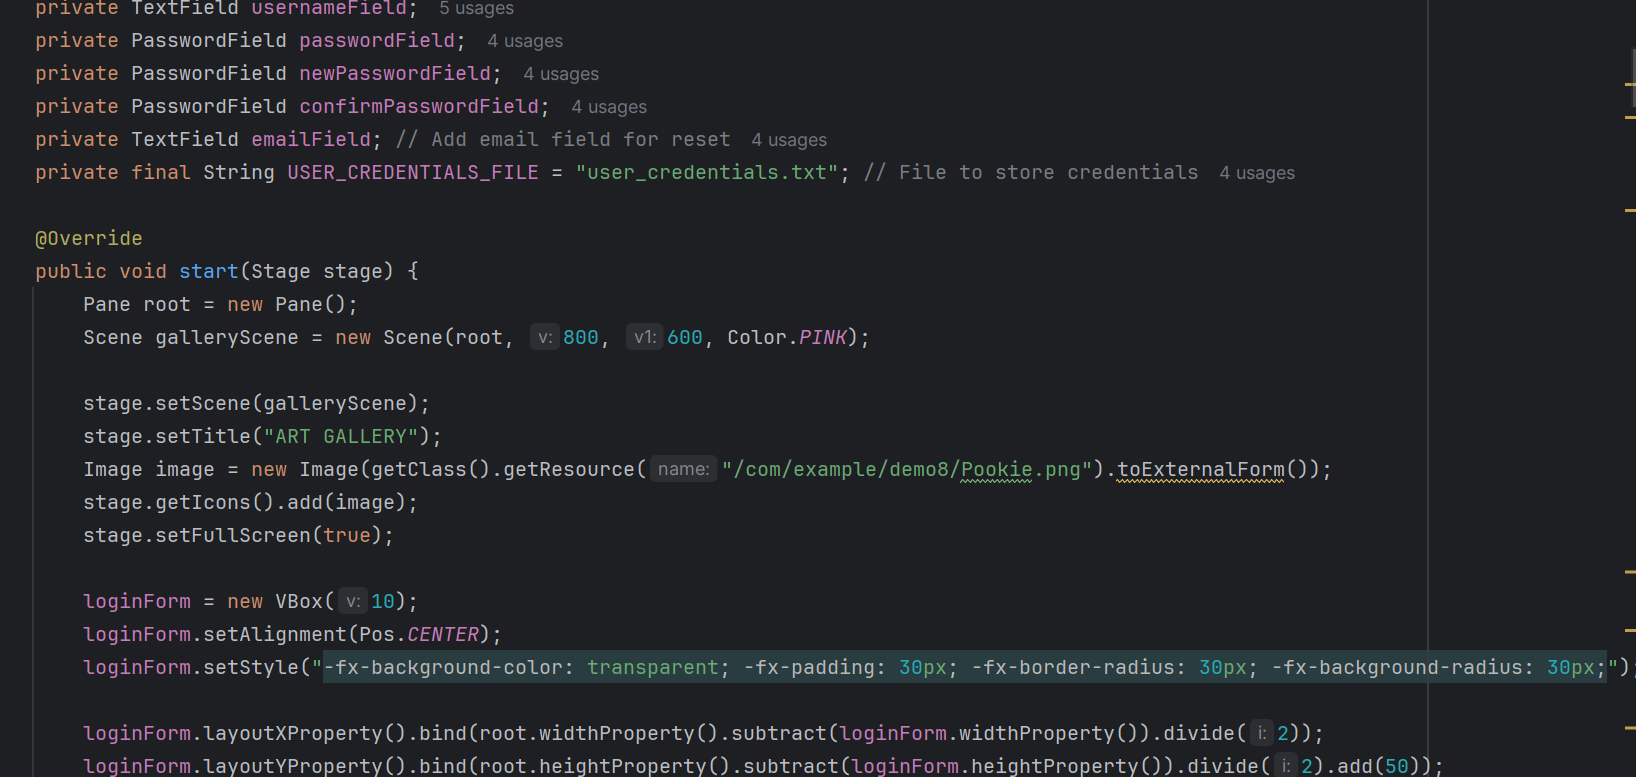 private TextField usernameField; 5 usages
private PasswordField passwordField; 4 usages
private PasswordField newPasswordField; 4 usages
private PasswordField confirmPasswordField; 4 usages
private TextField emailField; // Add email field for reset 4 usages
private final String USER_CREDENTIALS_FILE = "user_credentials.txt"; // File to store credentials 4 usages
@Override
public void start(Stage stage) {
Pane root = new Pane();
Scene galleryScene = new Scene(root, v: 800, v1: 600, Color.PINK);
stage.setScene(galleryScene);
stage.setTitle("ART GALLERY");
Image image = new Image(getClass().getResource( name: "/com/example/demo8/Pookie.png").toExternalForm());
stage.getIcons().add(image);
stage.setFullScreen(true);
loginForm = new VBox( v: 10);
loginForm.setAlignment(Pos.CENTER);
loginForm.setStyle("-fx-background-color: transparent; -fx-padding: 30px; -fx-border-radius: 30px; -fx-background-radius: 30px;");
loginForm.layoutXProperty().bind(root.widthProperty().subtract(loginForm.widthProperty()).divide( i: 2));
loginForm.layoutYProperty().bind(root.heightProperty().subtract(loginForm.heightProperty()).divide( i: 2).add(50));